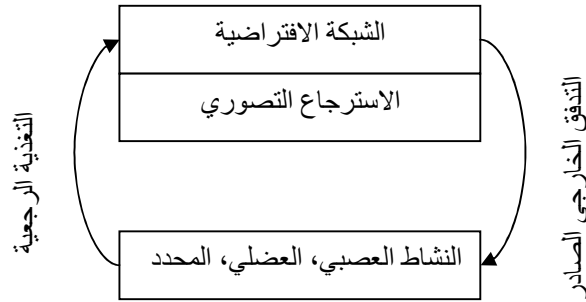 الشبكة الافتراضية
الاسترجاع التصوري
التدفق الخارجي الصادر
التغذية الرجعية
النشاط العصبي، العضلي، المحدد